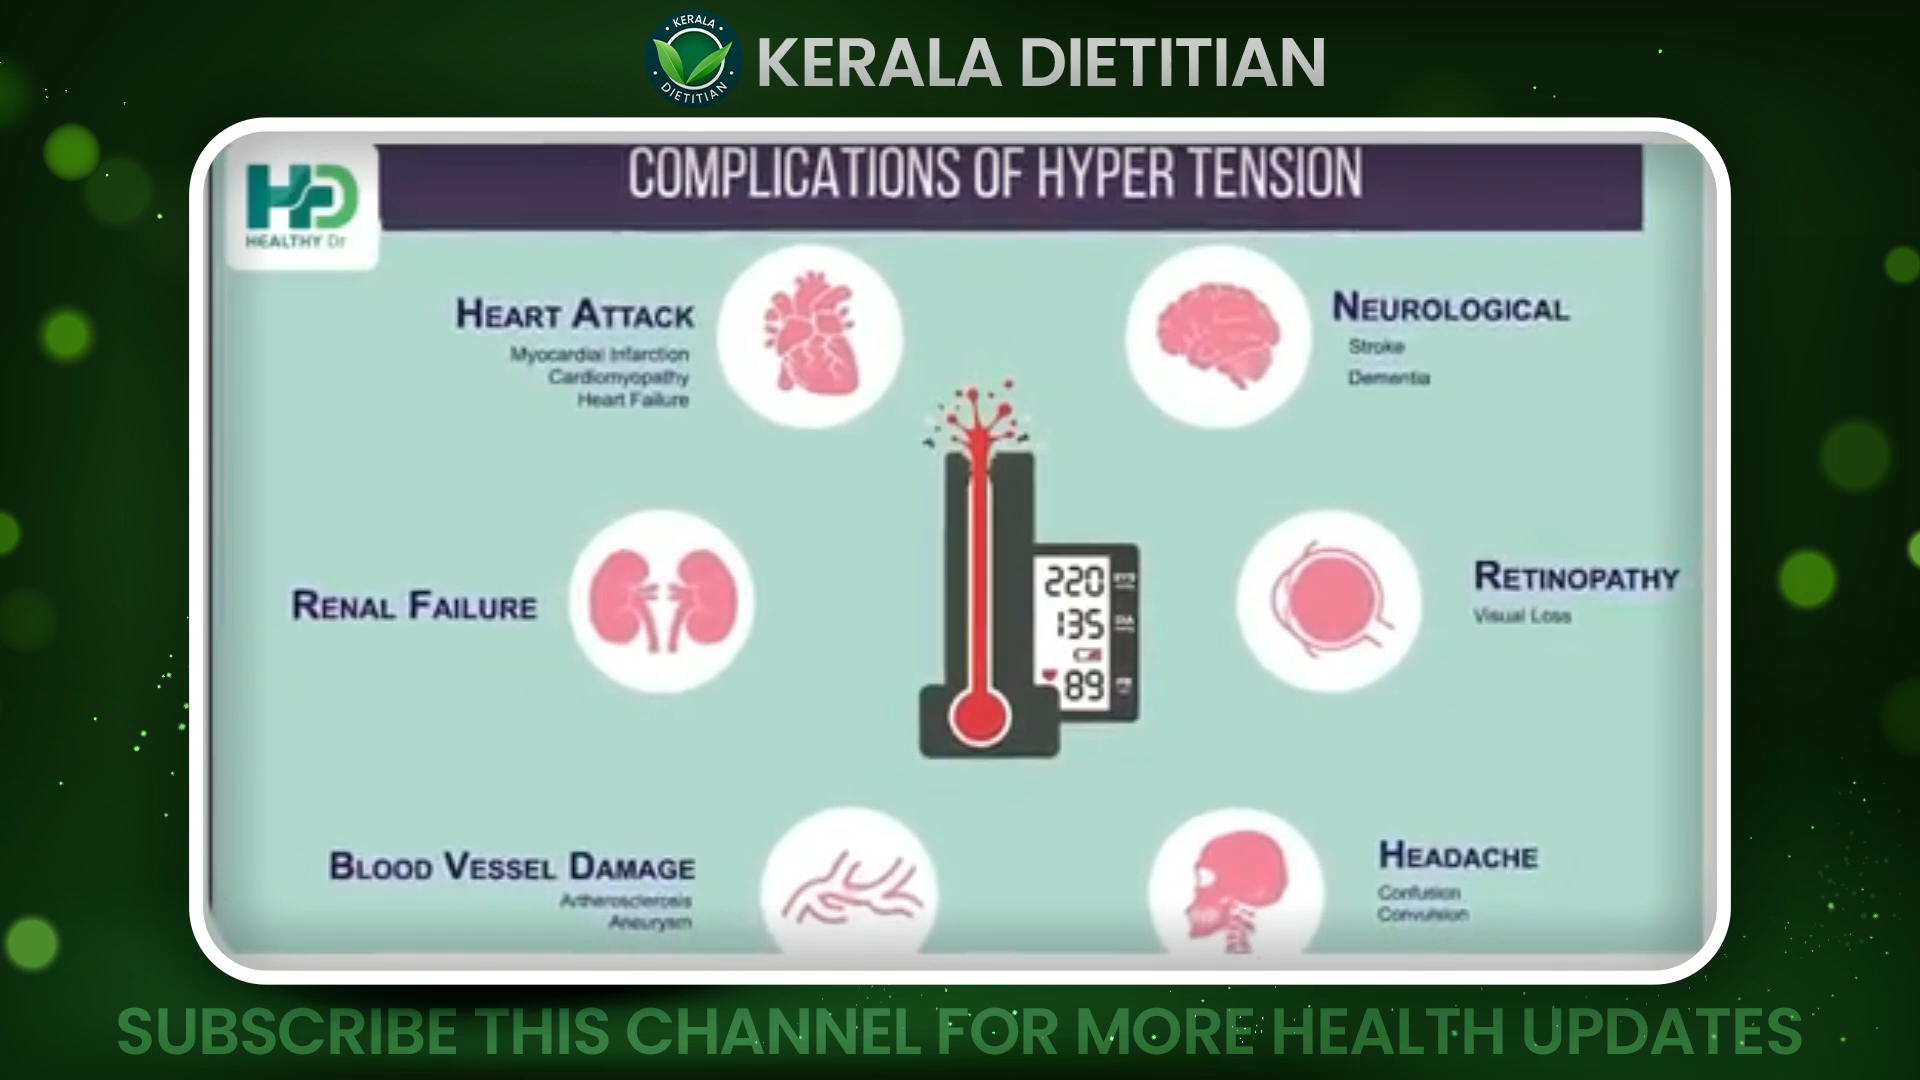 KERALA
DIETITIAN
KERALA DIETITIAN
COMPLICATIONS OF HYPER TENSION
HD
HEALTHY Dr
HEART ATTACK
Myocardial Infarction
Cardiomyopathy
Heart Failure
NEUROLOGICAL
Stroke
Dementia
RENAL FAILURE
220
135
89
RETINOPATHY
Visual Loss
BLOOD VESSEL DAMAGE
Artherosclerosis
Aneurysm
HEADACHE
Confusion
Convulsion
SUBSCRIBE THIS CHANNEL FOR MORE HEALTH UPDATES